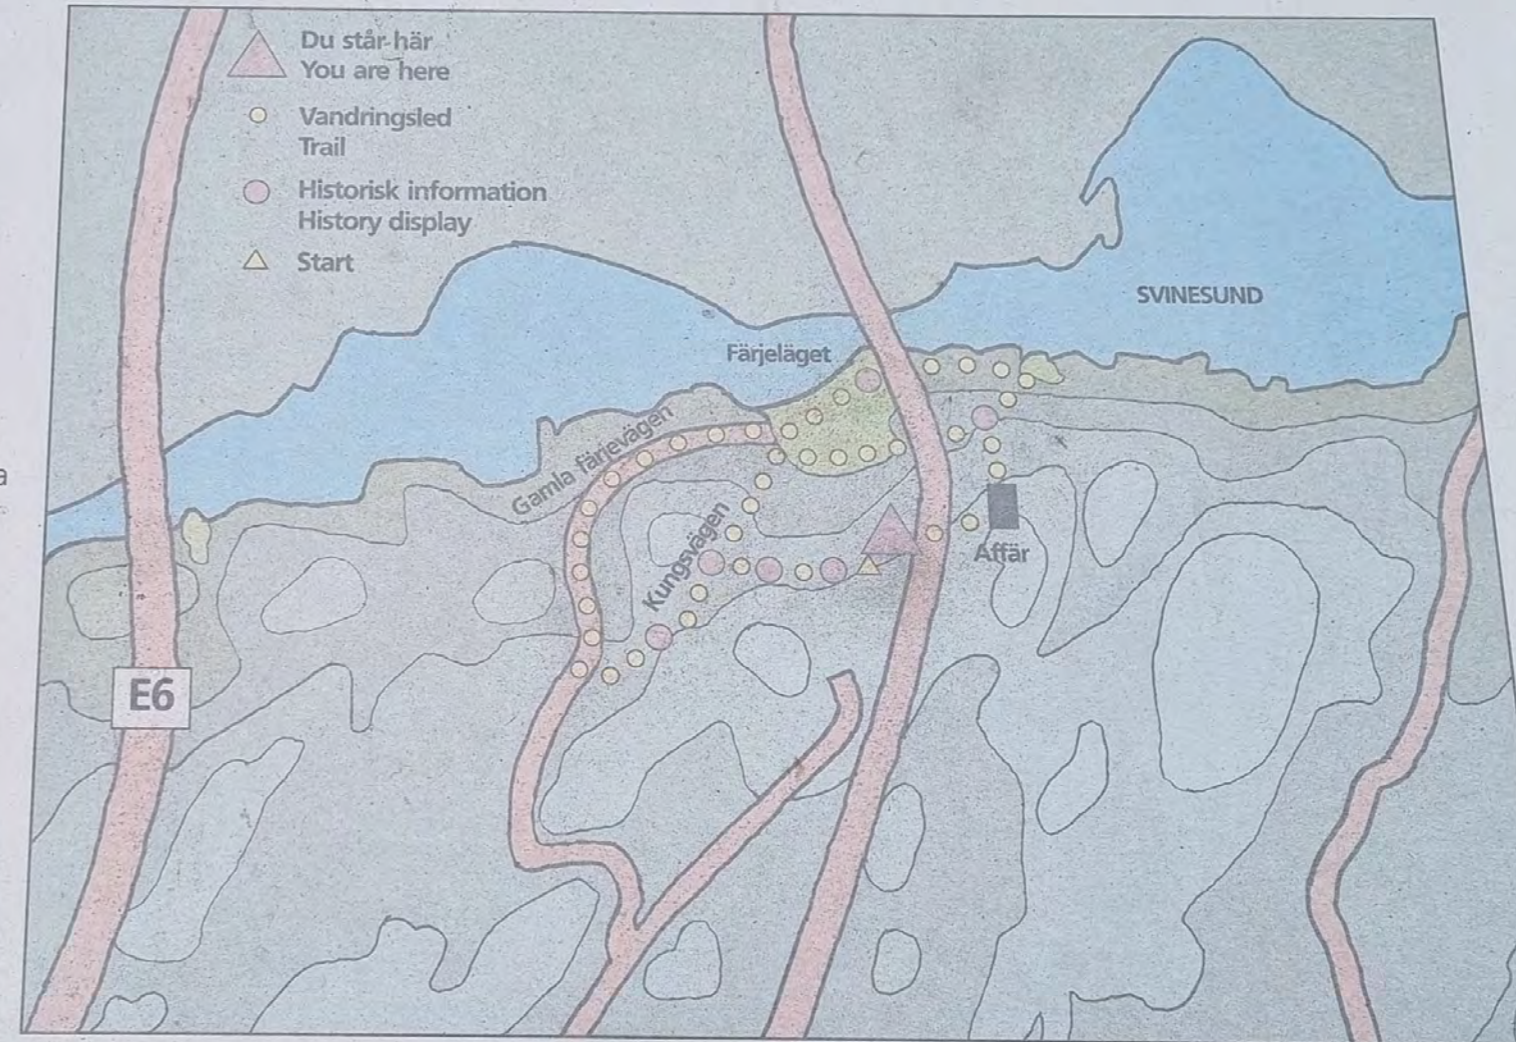 Du står här
You are here
Vandringsled
Trail
Historisk information
History display
Start
SVINESUND
Färjeläget
Gamla färjevägen
Kungsvägen
Affär
E6
a